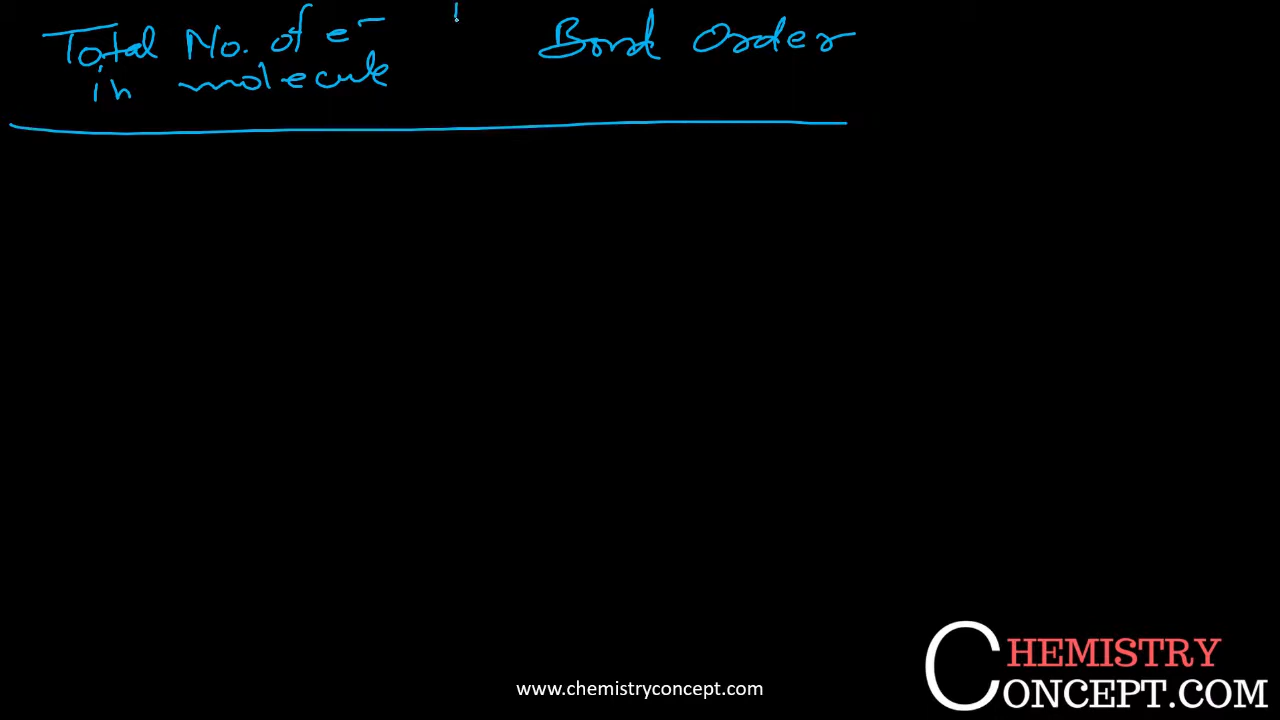 Total No. of e⁻ Bond Order
in molecule
www.chemistryconcept.com
CHEMISTRY
CONCEPT.COM